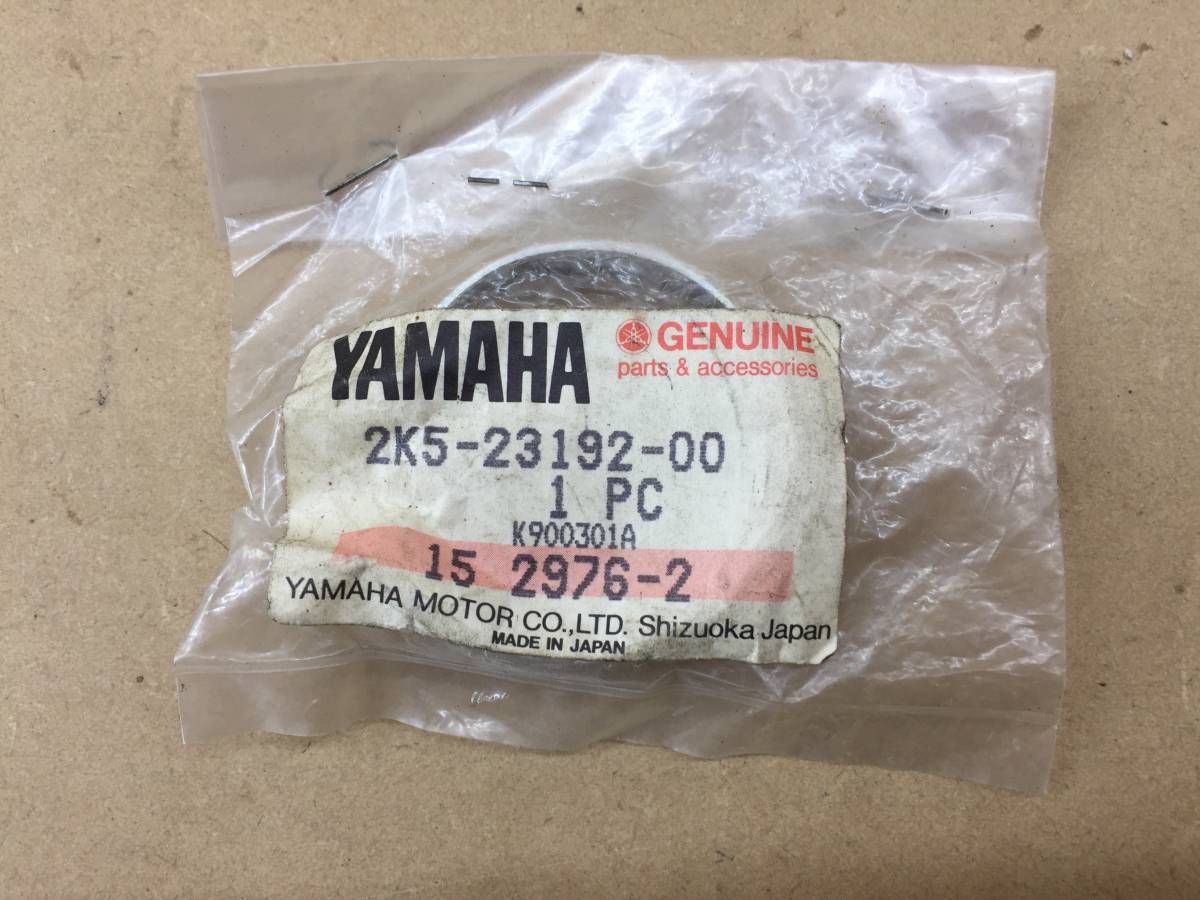 YAMAHA
GENUINE
parts & accessories
2K5-23192-00
1 PC
K900301A
15 2976-2
YAMAHA MOTOR CO.,LTD. Shizuoka Japan
MADE IN JAPAN